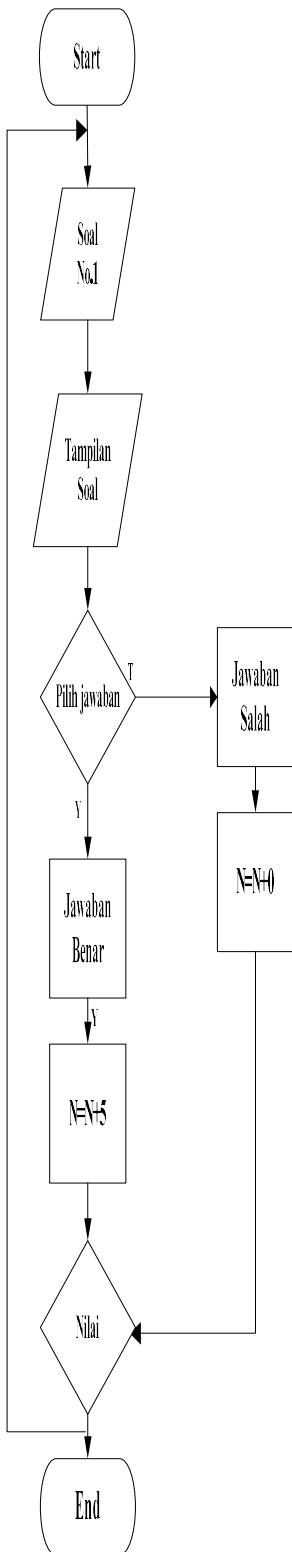 Start
Soal
No.1
Tampilan
Soal
Pilih jawaban
T
Jawaban
Salah
N=N+0
Y
Jawaban
Benar
Y
N=N+5
Nilai
End